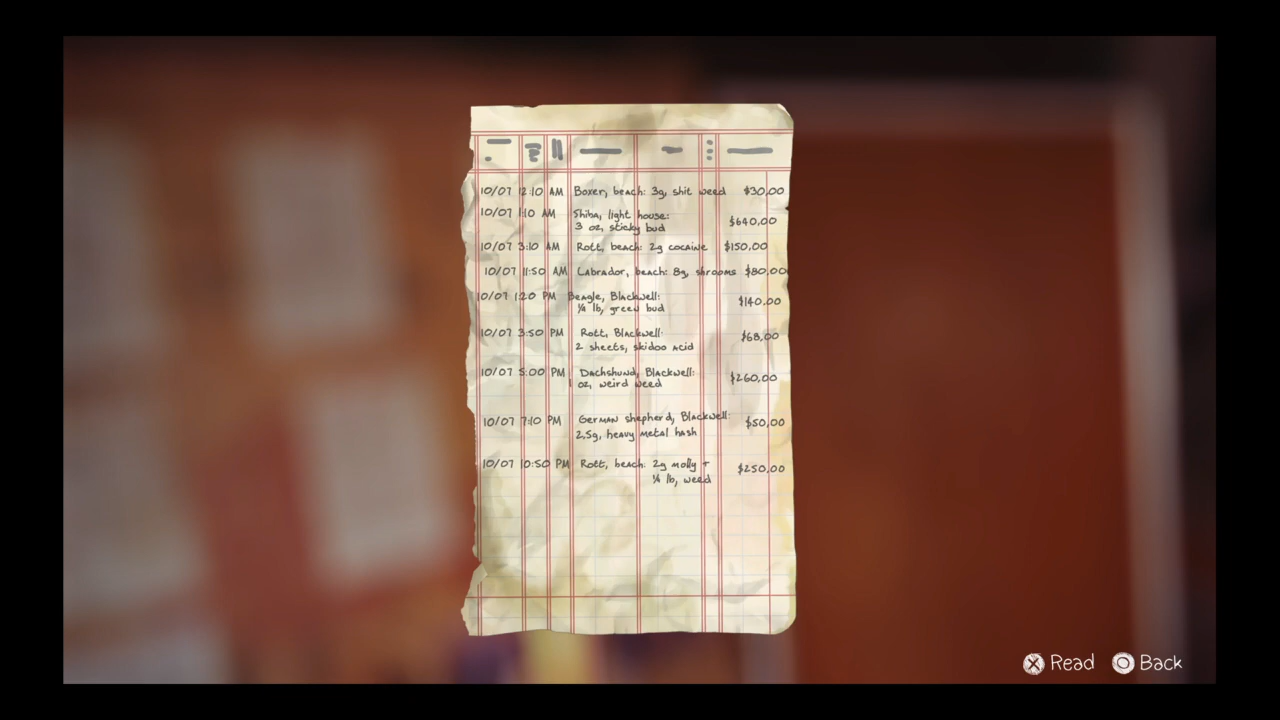 10/07 12:10 AM Boxer, beach: 3g, shit weed $30,00
10/07 1:10 AM Shiba, light house:
3 oz, sticky bud $640,00
10/07 3:10 AM Rott, beach: 2g cocaine $150,00
10/07 11:50 AM Labrador, beach: 8g, shrooms $80,00
10/07 1:20 PM Beagle, Blackwell:
¼ lb, green bud $140,00
10/07 3:50 PM Rott, Blackwell:
2 sheets, skidoo acid $68,00
10/07 5:00 PM Dachshund, Blackwell:
1 oz, weird weed $260,00
10/07 7:10 PM German shepherd, Blackwell:
2,5g, heavy metal hash $50,00
10/07 10:50 PM Rott, beach: 2g molly +
¼ lb, weed $250,00
Read Back